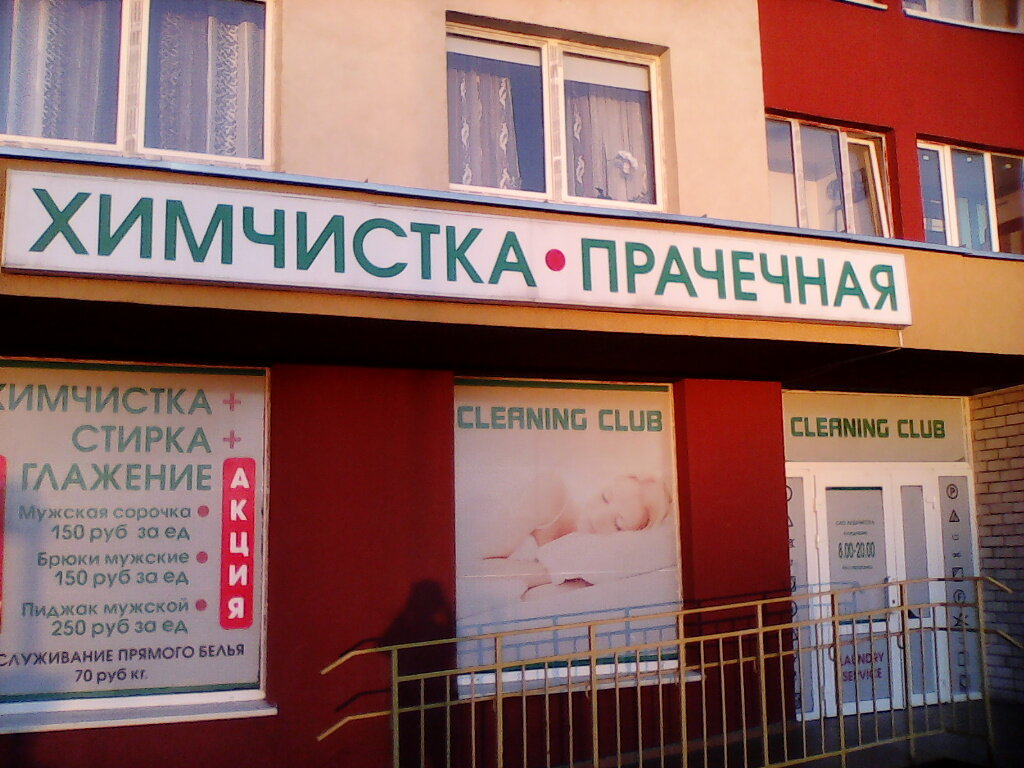 ХИМЧИСТКА • ПРАЧЕЧНАЯ
ХИМЧИСТКА +
СТИРКА +
ГЛАЖЕНИЕ
Мужская сорочка •
150 руб за ед
Брюки мужские •
150 руб за ед
Пиджак мужской •
250 руб за ед
СЛУЖИВАНИЕ ПРЯМОГО БЕЛЬЯ
70 руб кг.
АКЦИЯ
CLEANING CLUB
CLEANING CLUB
8.00-20.00
LAUNDRY
SERVICE